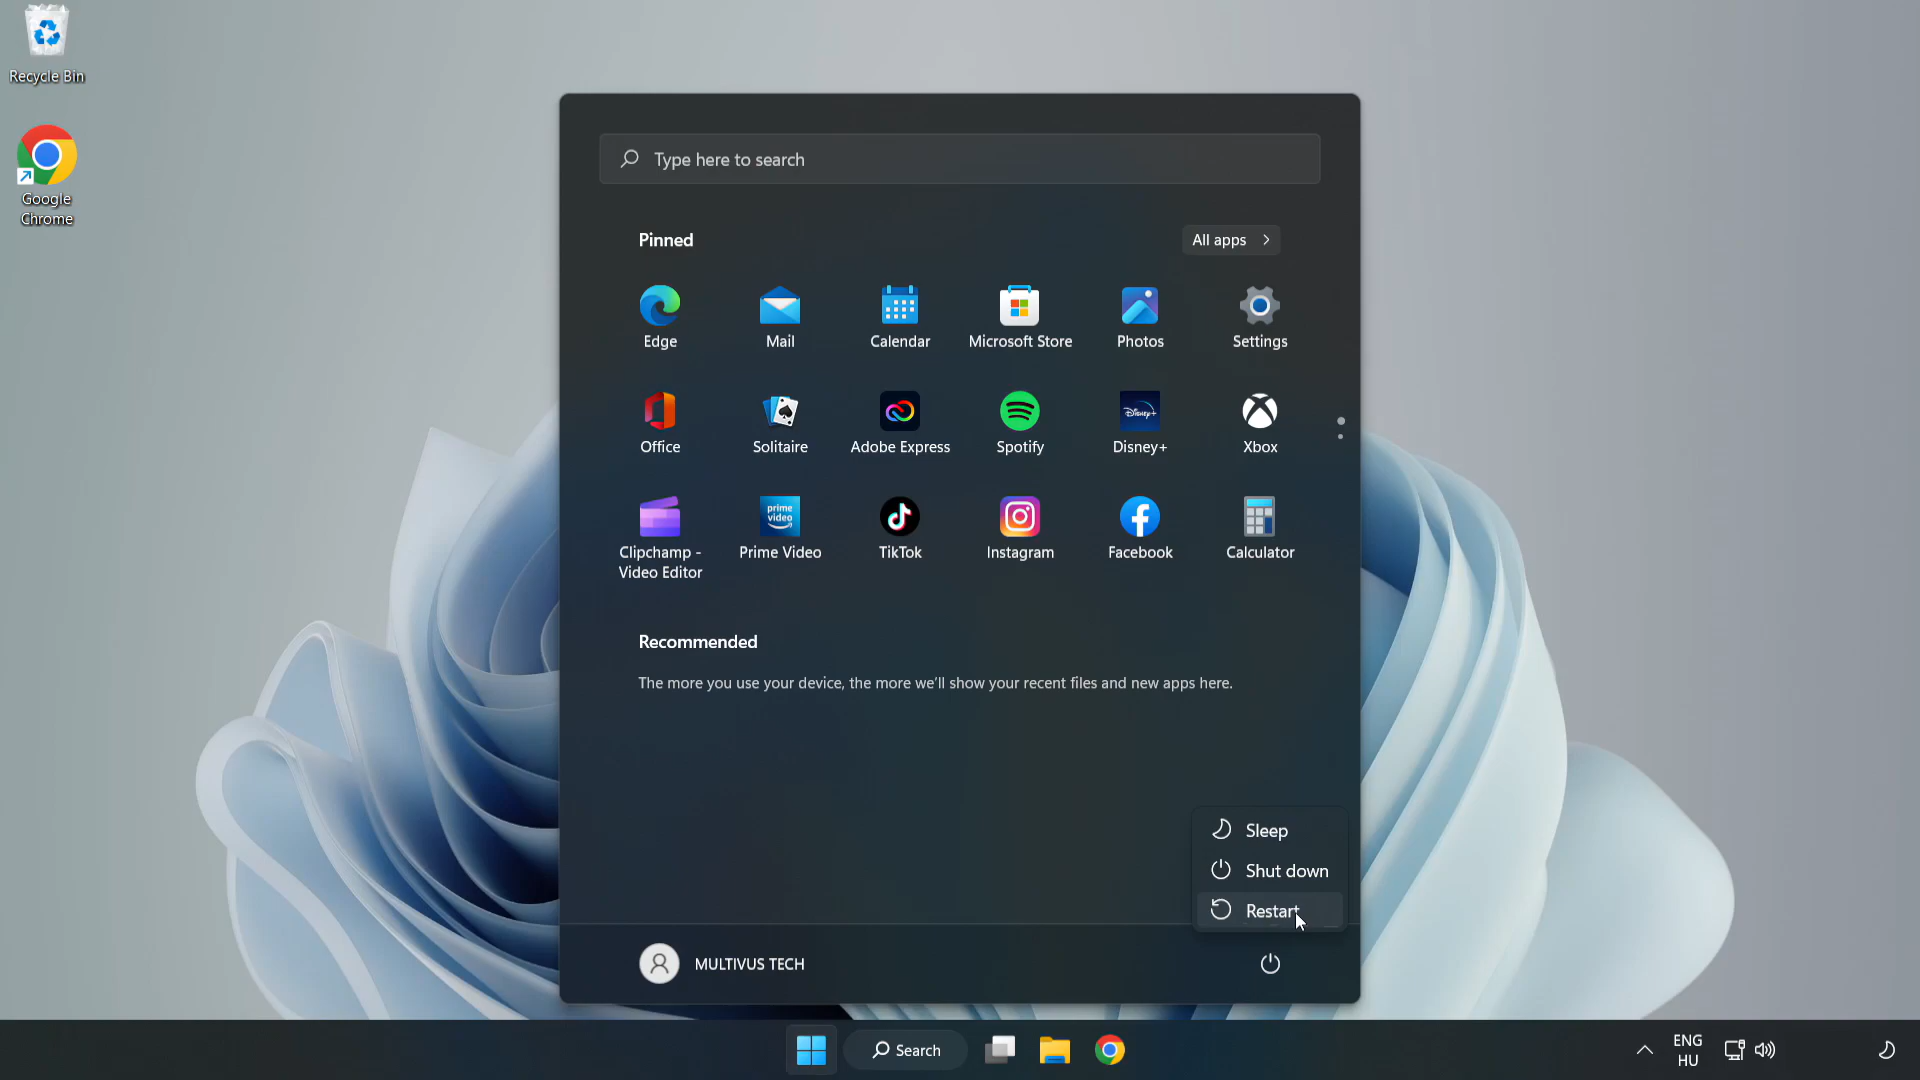 Recycle Bin
Google
Chrome
Type here to search
Pinned
All apps
Edge
Mail
Calendar
Microsoft Store
Photos
Settings
Office
Solitaire
Adobe Express
Spotify
Disney+
Disney+
Xbox
prime
video
Clipchamp -
Video Editor
Prime Video
TikTok
Instagram
Facebook
Calculator
Recommended
The more you use your device, the more we'll show your recent files and new apps here.
Sleep
Shut down
Restart
MULTIVUS TECH
Search
ENG
HU